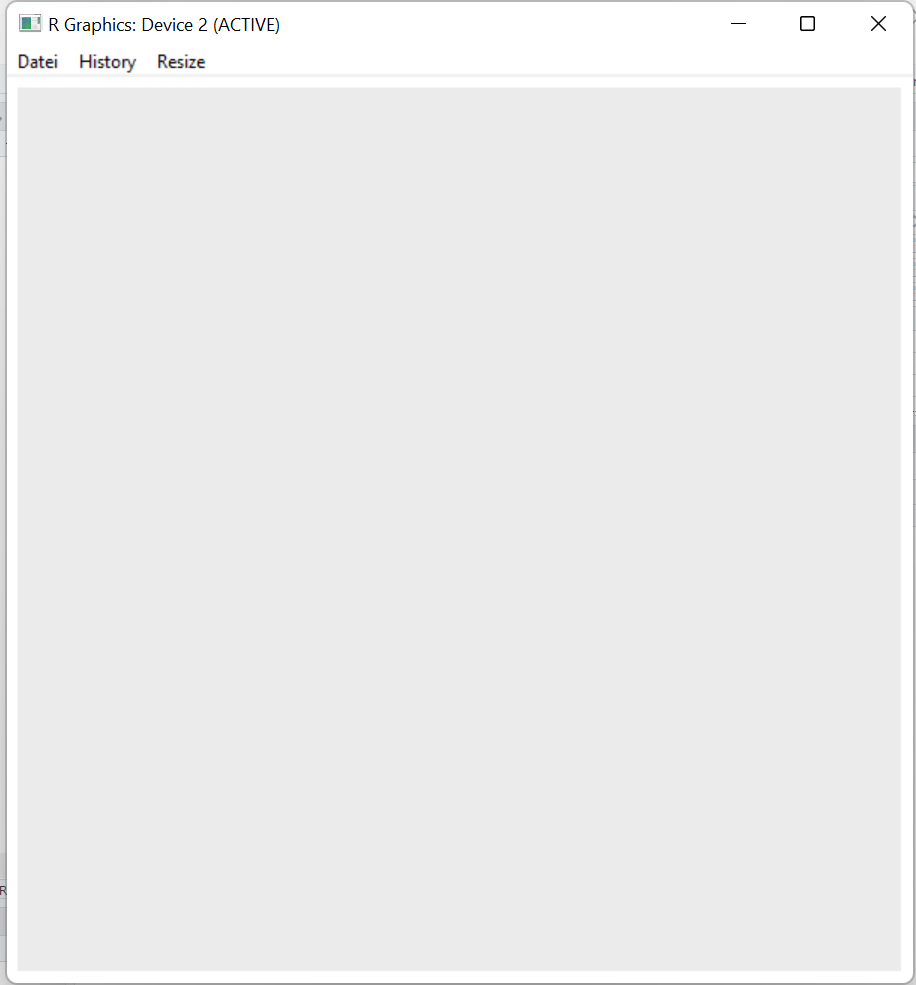 R Graphics: Device 2 (ACTIVE)
Datei History Resize
R